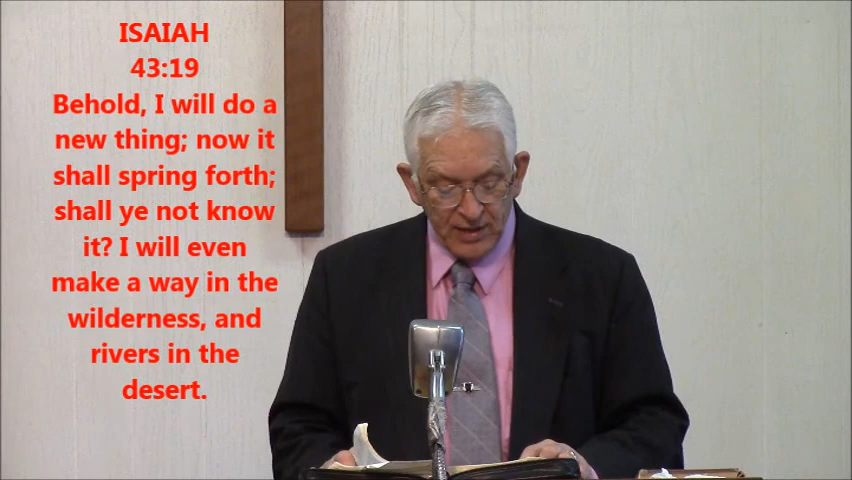 ISAIAH
43:19
Behold, I will do a
new thing; now it
shall spring forth;
shall ye not know
it? I will even
make a way in the
wilderness, and
rivers in the
desert.